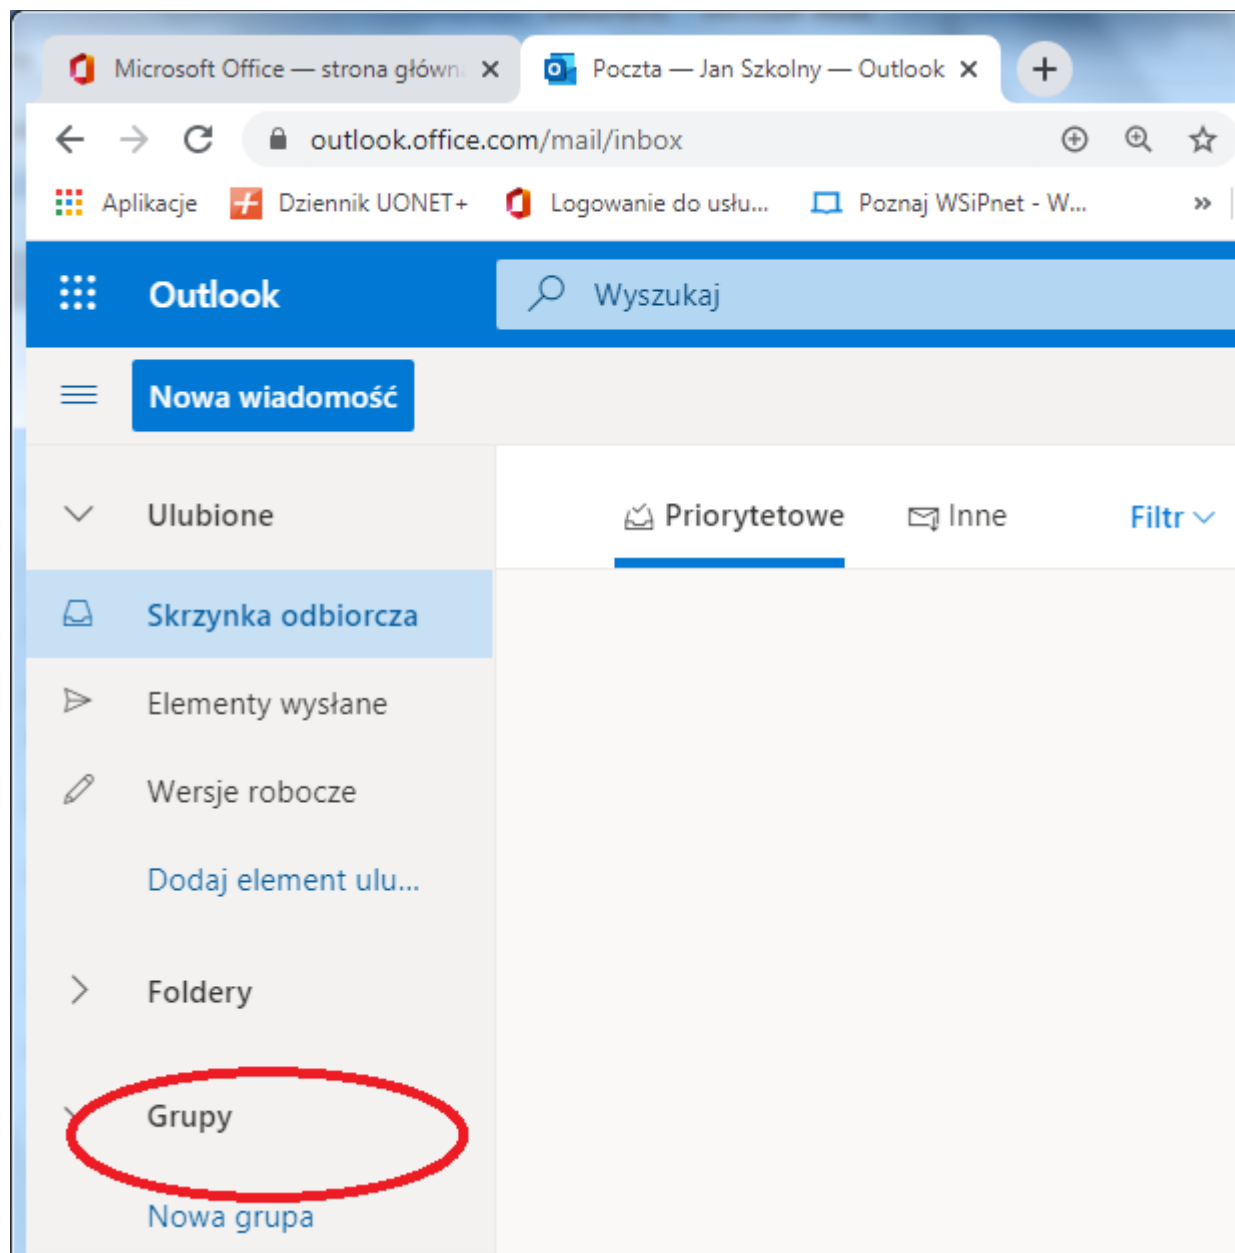 Microsoft Office — strona główn
Poczta — Jan Szkolny — Outlook
outlook.office.com/mail/inbox
Aplikacje Dziennik UONET+ Logowanie do usłu... Poznaj WSiPnet - W... »
Outlook Wyszukaj
Nowa wiadomość
Ulubione
Priorytetowe Inne Filtr
Skrzynka odbiorcza
Elementy wysłane
Wersje robocze
Dodaj element ulu...
Foldery
Grupy
Nowa grupa